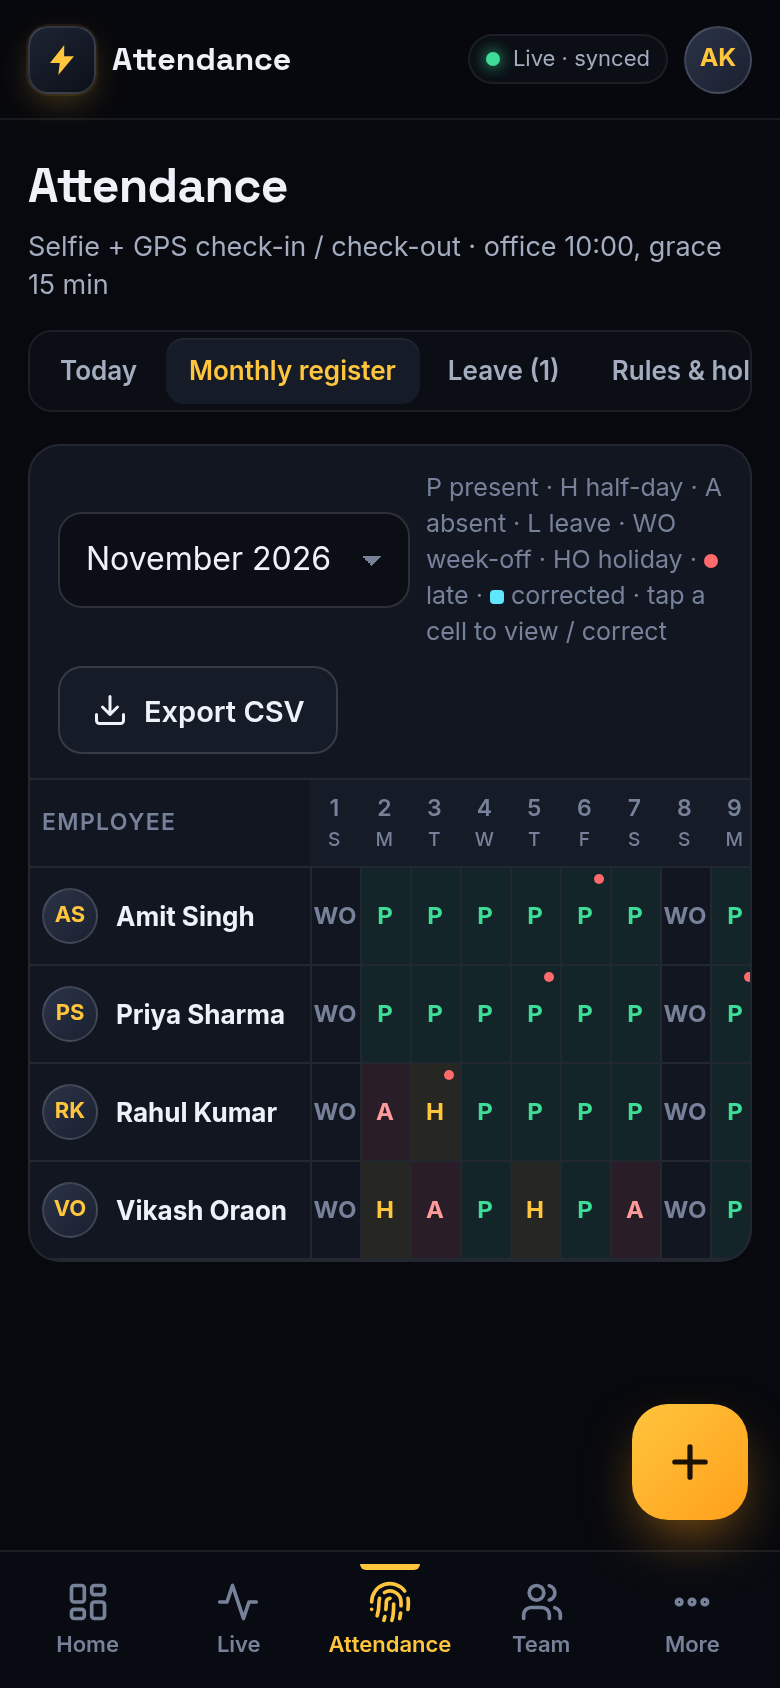 Attendance
Live · synced
AK
Attendance
Selfie + GPS check-in / check-out · office 10:00, grace
15 min
Today
Monthly register
Leave (1)
Rules & hol
November 2026
P present · H half-day · A
absent · L leave · WO
week-off · HO holiday ·
late · corrected · tap a
cell to view / correct
Export CSV
EMPLOYEE 1 2 3 4 5 6 7 8 9
S M T W T F S S M
AS Amit Singh WO P P P P P P WO P
PS Priya Sharma WO P P P P P P WO P
RK Rahul Kumar WO A H P P P P WO P
VO Vikash Oraon WO H A P H P A WO P
Home
Live
Attendance
Team
More